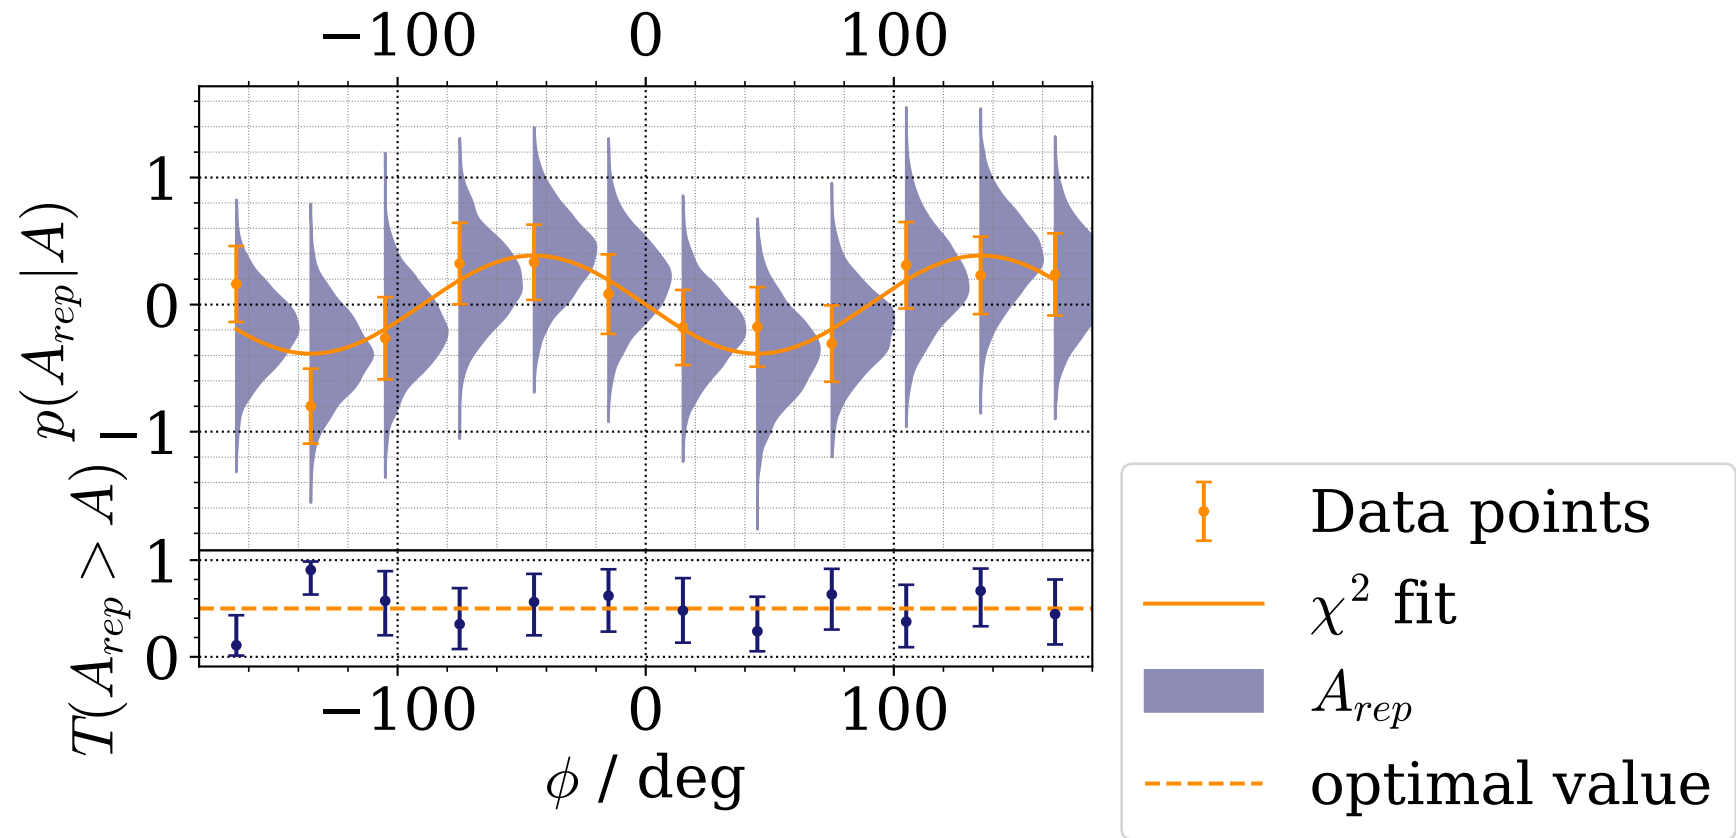 −100 0 100
p(A_rep|A)
1
0
−1
T(A_rep > A)
1
0
−100 0 100
ϕ / deg
Data points
χ² fit
A_rep
optimal value